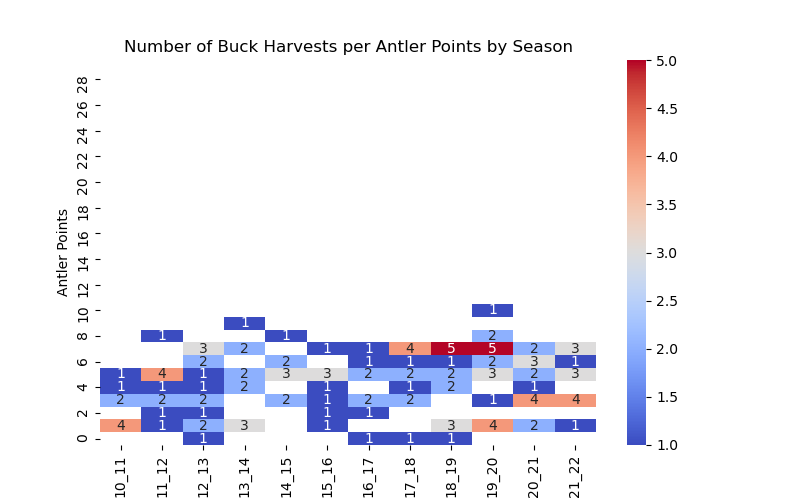 Number of Buck Harvests per Antler Points by Season
Antler Points
28
26
24
22
20
18
16
14
12
10 1
1
8 1 1 2
3 2 1 1 4 5 5 2 3
6 2 2 1 1 1 2 3 1
1 4 1 2 3 3 2 2 2 3 2 3
4 1 1 1 2 1 1 2 1
2 2 2 2 1 2 2 1 4 4
2 1 1 1 1
4 1 2 3 1 3 4 2 1
0 1 1 1 1
10_11 11_12 12_13 13_14 14_15 15_16 16_17 17_18 18_19 19_20 20_21 21_22
5.0
4.5
4.0
3.5
3.0
2.5
2.0
1.5
1.0